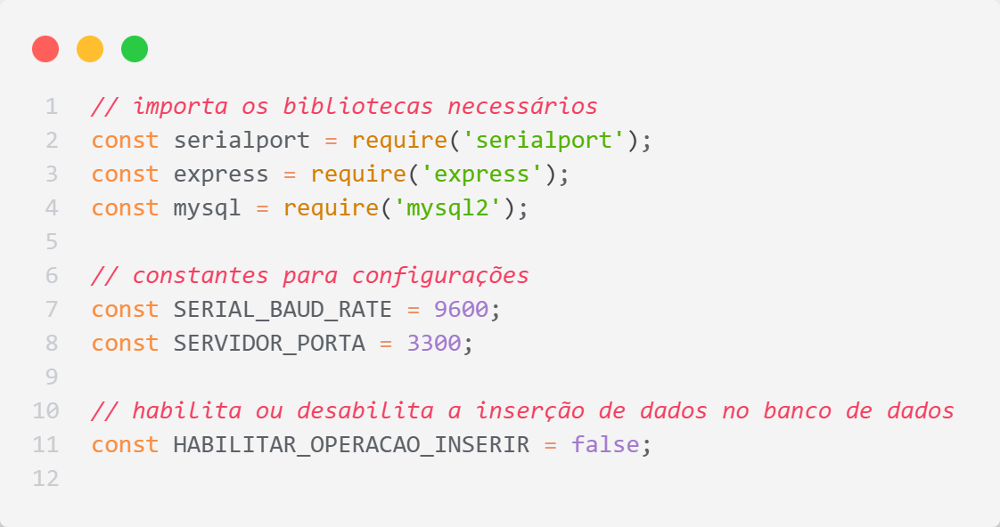 1 // importa os bibliotecas necessários
2 const serialport = require('serialport');
3 const express = require('express');
4 const mysql = require('mysql2');
5
6 // constantes para configurações
7 const SERIAL_BAUD_RATE = 9600;
8 const SERVIDOR_PORTA = 3300;
9
10 // habilita ou desabilita a inserção de dados no banco de dados
11 const HABILITAR_OPERACAO_INSERIR = false;
12